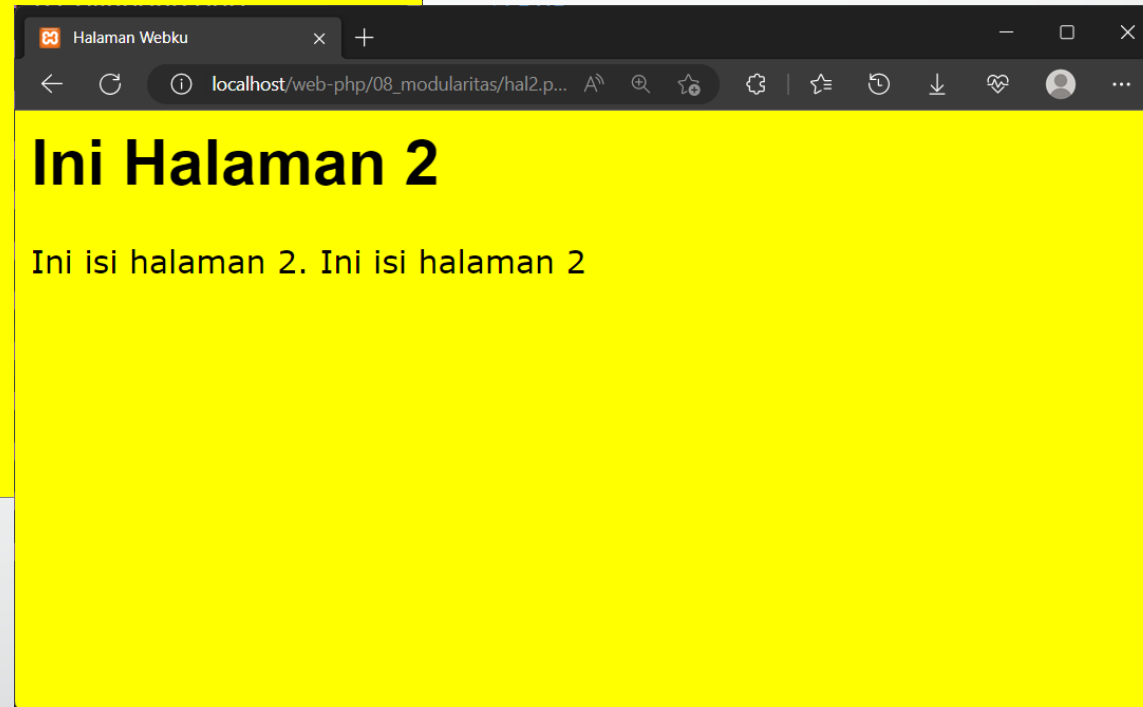 Halaman Webku
localhost/web-php/08_modularitas/hal2.p...
Ini Halaman 2
Ini isi halaman 2. Ini isi halaman 2